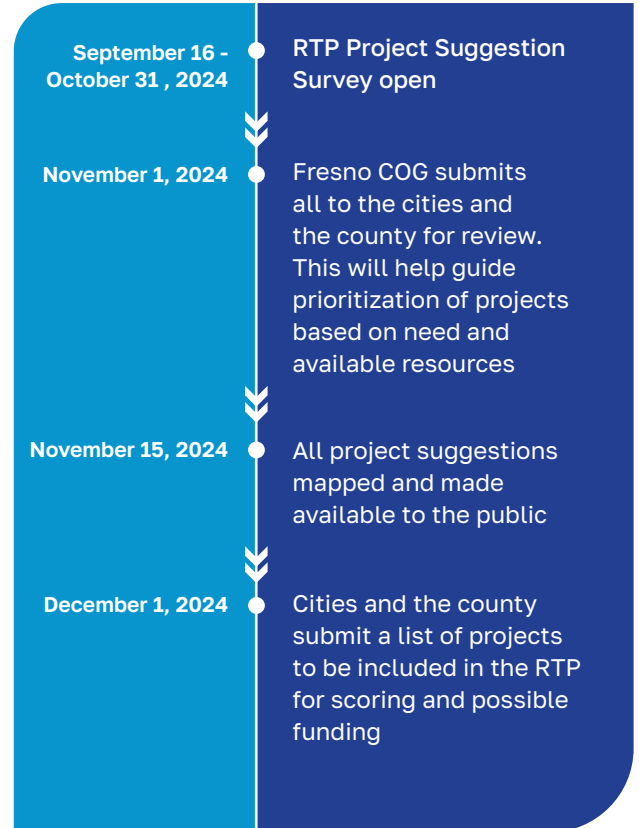 September 16 -
October 31 , 2024
RTP Project Suggestion
Survey open
November 1, 2024
Fresno COG submits
all to the cities and
the county for review.
This will help guide
prioritization of projects
based on need and
available resources
November 15, 2024
All project suggestions
mapped and made
available to the public
December 1, 2024
Cities and the county
submit a list of projects
to be included in the RTP
for scoring and possible
funding